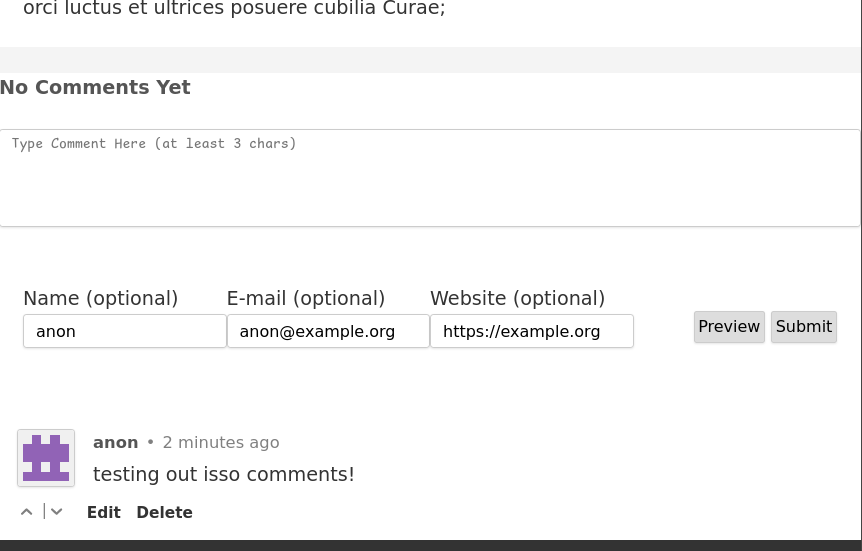 orci luctus et ultrices posuere cubilia Curae;
No Comments Yet
Type Comment Here (at least 3 chars)
Name (optional) E-mail (optional) Website (optional)
anon anon@example.org https://example.org Preview Submit
anon • 2 minutes ago
testing out isso comments!
| Edit Delete